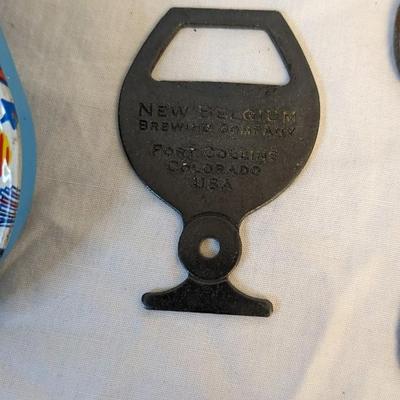 NEW BELGIUM
BREWING COMPANY
FORT COLLINS
COLORADO
USA